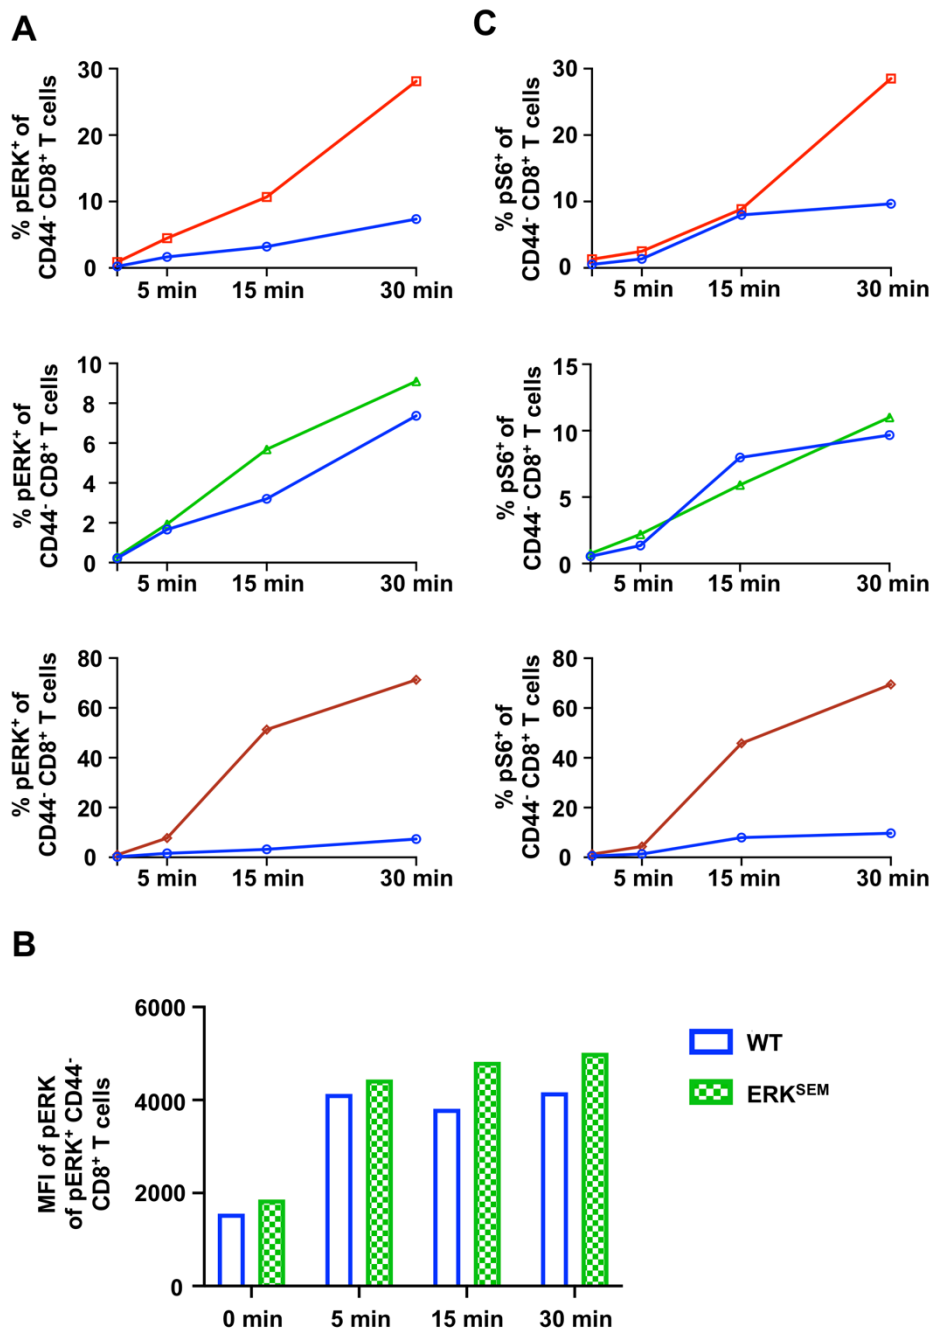 A
% pERK⁺ of
CD44⁻ CD8⁺ T cells
30
20
10
0
5 min 15 min 30 min
% pERK⁺ of
CD44⁻ CD8⁺ T cells
10
8
6
4
2
0
5 min 15 min 30 min
% pERK⁺ of
CD44⁻ CD8⁺ T cells
80
60
40
20
0
5 min 15 min 30 min
C
% pS6⁺ of
CD44⁻ CD8⁺ T cells
30
20
10
0
5 min 15 min 30 min
% pS6⁺ of
CD44⁻ CD8⁺ T cells
15
10
5
0
5 min 15 min 30 min
% pS6⁺ of
CD44⁻ CD8⁺ T cells
80
60
40
20
0
5 min 15 min 30 min
B
MFI of pERK
of pERK⁺ CD44⁻
CD8⁺ T cells
6000
4000
2000
0
0 min 5 min 15 min 30 min
WT
ERKˢᴱᴹ